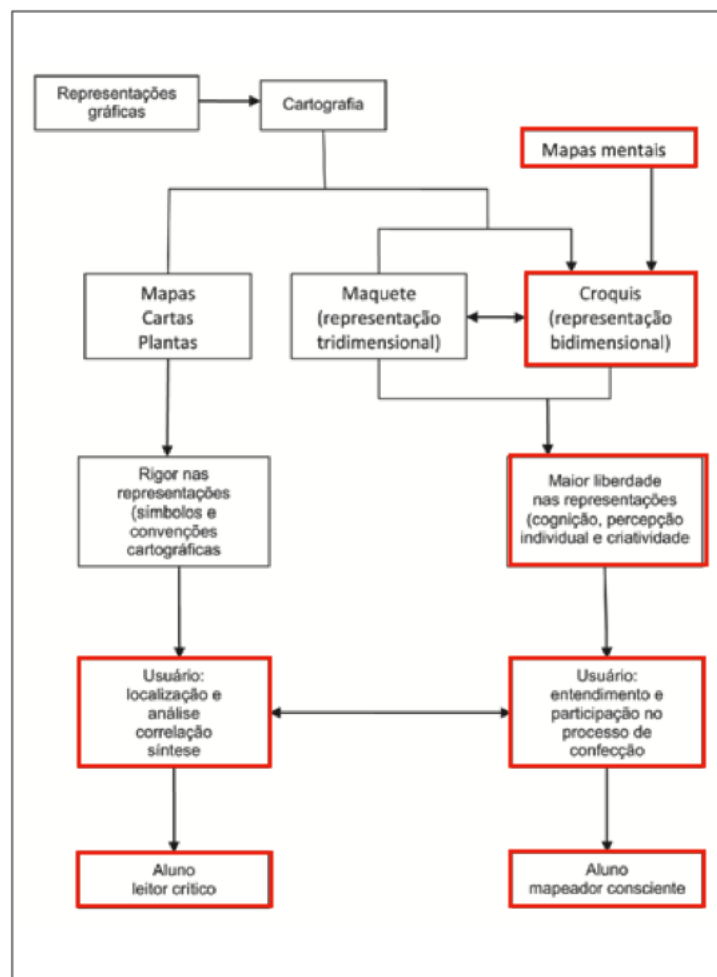 Representações
gráficas
Cartografia
Mapas mentais
Mapas
Cartas
Plantas
Maquete
(representação
tridimensional)
Croquis
(representação
bidimensional)
Rigor nas
representações
(símbolos e
convenções
cartográficas
Maior liberdade
nas representações
(cognição, percepção
individual e criatividade
Usuário:
localização e
análise
correlação
síntese
Usuário:
entendimento e
participação no
processo de
confecção
Aluno
leitor crítico
Aluno
mapeador consciente